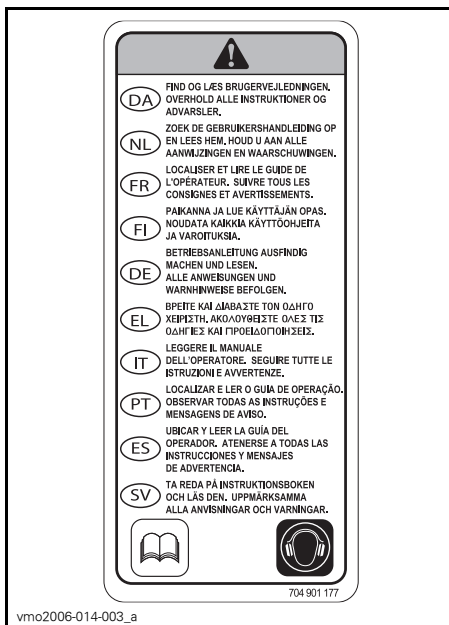 DA
FIND OG LÆS BRUGERVEJLEDNINGEN.
OVERHOLD ALLE INSTRUKTIONER OG
ADVARSLER.
NL
ZOEK DE GEBRUIKERSHANDLEIDING OP
EN LEES HEM. HOUD U AAN ALLE
AANWIJZINGEN EN WAARSCHUWINGEN.
FR
LOCALISER ET LIRE LE GUIDE DE
L'OPÉRATEUR. SUIVRE TOUS LES
CONSIGNES ET AVERTISSEMENTS.
FI
PAIKANNA JA LUE KÄYTTÄJÄN OPAS.
NOUDATA KAIKKIA KÄYTTÖOHJEITA
JA VAROITUKSIA.
DE
BETRIEBSANLEITUNG AUSFINDIG
MACHEN UND LESEN.
ALLE ANWEISUNGEN UND
WARNHINWEISE BEFOLGEN.
EL
ΒΡΕΙΤΕ ΚΑΙ ΔΙΑΒΑΣΤΕ ΤΟΝ ΟΔΗΓΟ
ΧΕΙΡΙΣΤΗ. ΑΚΟΛΟΥΘΕΙΣΤΕ ΟΛΕΣ ΤΙΣ
ΟΔΗΓΙΕΣ ΚΑΙ ΠΡΟΕΙΔΟΠΟΙΗΣΕΙΣ.
IT
LEGGERE IL MANUALE
DELL'OPERATORE. SEGUIRE TUTTE LE
ISTRUZIONI E AVVERTENZE.
PT
LOCALIZAR E LER O GUIA DE OPERAÇÃO.
OBSERVAR TODAS AS INSTRUÇÕES E
MENSAGENS DE AVISO.
ES
UBICAR Y LEER LA GUÍA DEL
OPERADOR. ATENERSE A TODAS LAS
INSTRUCCIONES Y MENSAJES
DE ADVERTENCIA.
SV
TA REDA PÅ INSTRUKTIONSBOKEN
OCH LÄS DEN. UPPMÄRKSAMMA
ALLA ANVISNINGAR OCH VARNINGAR.
704 901 177
vmo2006-014-003_a